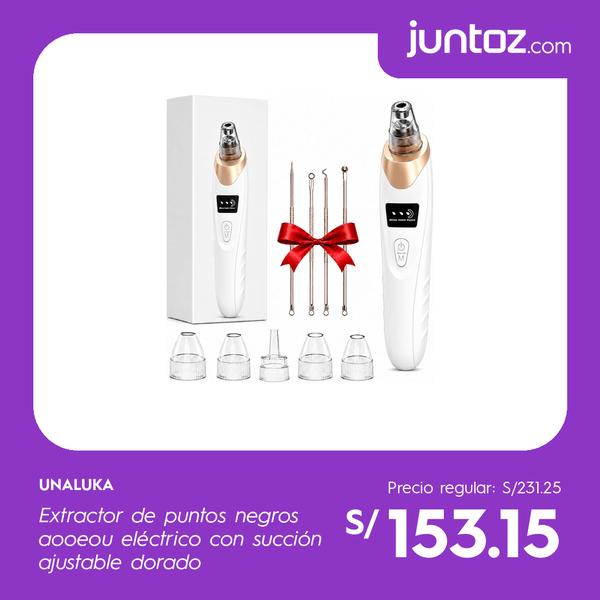 juntoz.com
M
UNALUKA
Extractor de puntos negros
aooeou eléctrico con succión
ajustable dorado
Precio regular: S/231.25
S/153.15